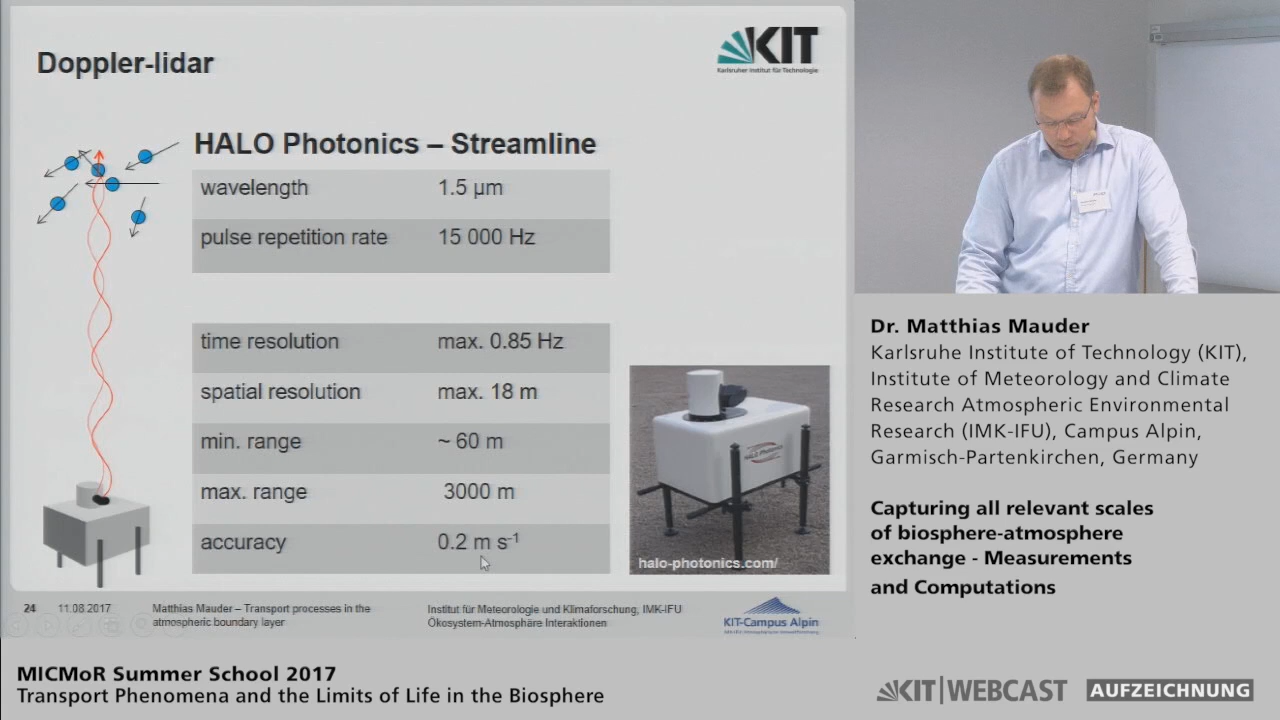 Doppler-lidar
KIT
Karlsruher Institut für Technologie
HALO Photonics – Streamline
wavelength 1.5 µm
pulse repetition rate 15 000 Hz
time resolution max. 0.85 Hz
spatial resolution max. 18 m
min. range ~ 60 m
max. range 3000 m
accuracy 0.2 m s⁻¹
HALO Photonics
halo-photonics.com/
24 11.08.2017 Matthias Mauder – Transport processes in the
atmospheric boundary layer
Institut für Meteorologie und Klimaforschung, IMK-IFU
Ökosystem-Atmosphäre Interaktionen
KIT-Campus Alpin
Dr. Matthias Mauder
Karlsruhe Institute of Technology (KIT),
Institute of Meteorology and Climate
Research Atmospheric Environmental
Research (IMK-IFU), Campus Alpin,
Garmisch-Partenkirchen, Germany
Capturing all relevant scales
of biosphere-atmosphere
exchange - Measurements
and Computations
MICMoR Summer School 2017
Transport Phenomena and the Limits of Life in the Biosphere
KIT|WEBCAST AUFZEICHNUNG